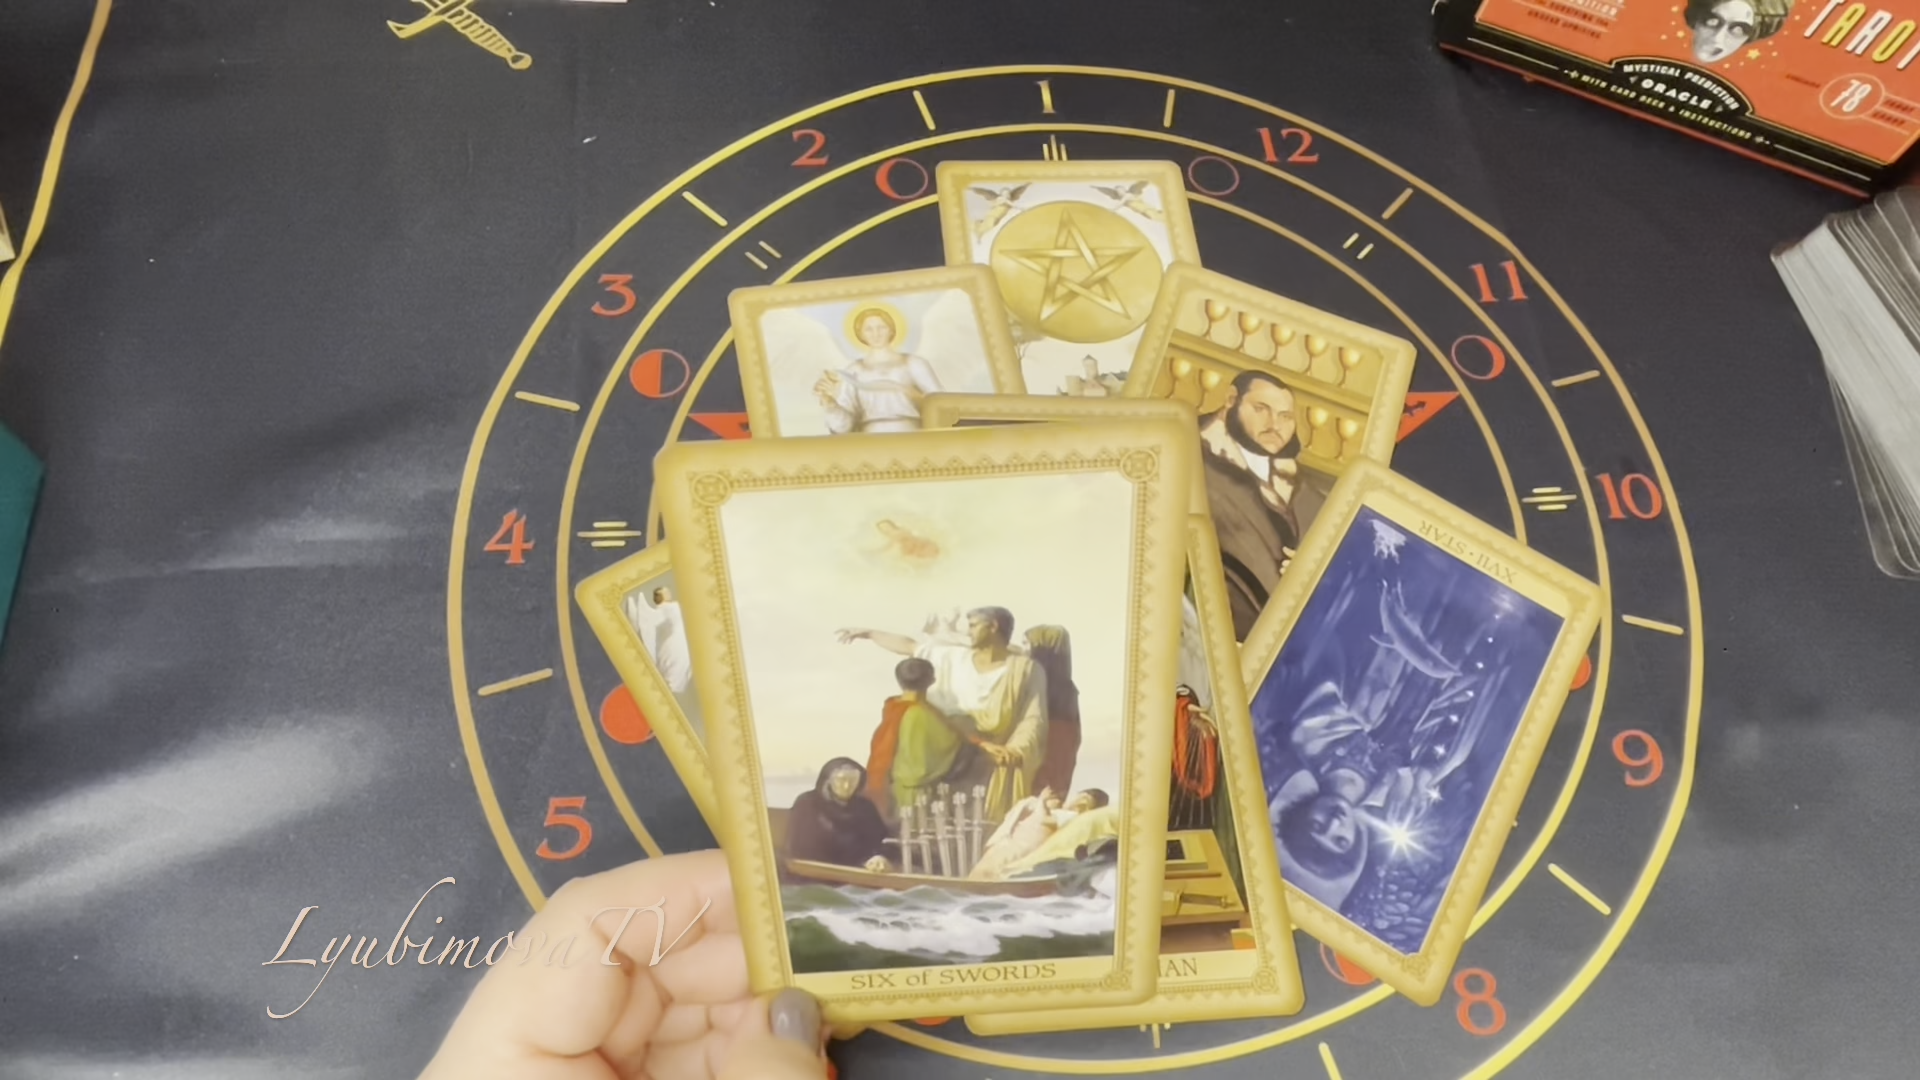 TAROT
MYSTICAL PREDICTION
ORACLE
WITH CARD DECK & INSTRUCTIONS
78
1
2
12
3
11
4
10
5
9
8
XVII • STAR
SIX of SWORDS
IAN
LyubimovaTV